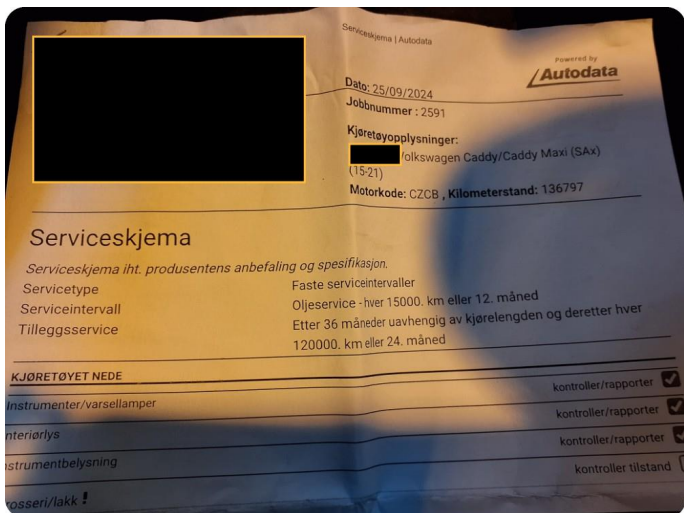 Serviceskjema | Autodata
Powered by
Autodata
Dato: 25/09/2024
Jobbnummer : 2591
Kjøretøyopplysninger:
olkswagen Caddy/Caddy Maxi (SAx)
(15-21)
Motorkode: CZCB , Kilometerstand: 136797
Serviceskjema
Serviceskjema iht. produsentens anbefaling og spesifikasjon.
Servicetype Faste serviceintervaller
Serviceintervall Oljeservice - hver 15000. km eller 12. måned
Tilleggsservice Etter 36 måneder uavhengig av kjørelengden og deretter hver
120000. km eller 24. måned
KJØRETØYET NEDE
Instrumenter/varsellamper kontroller/rapporter
nteriørlys kontroller/rapporter
nstrumentbelysning kontroller/rapporter
rosseri/lakk ! kontroller tilstand